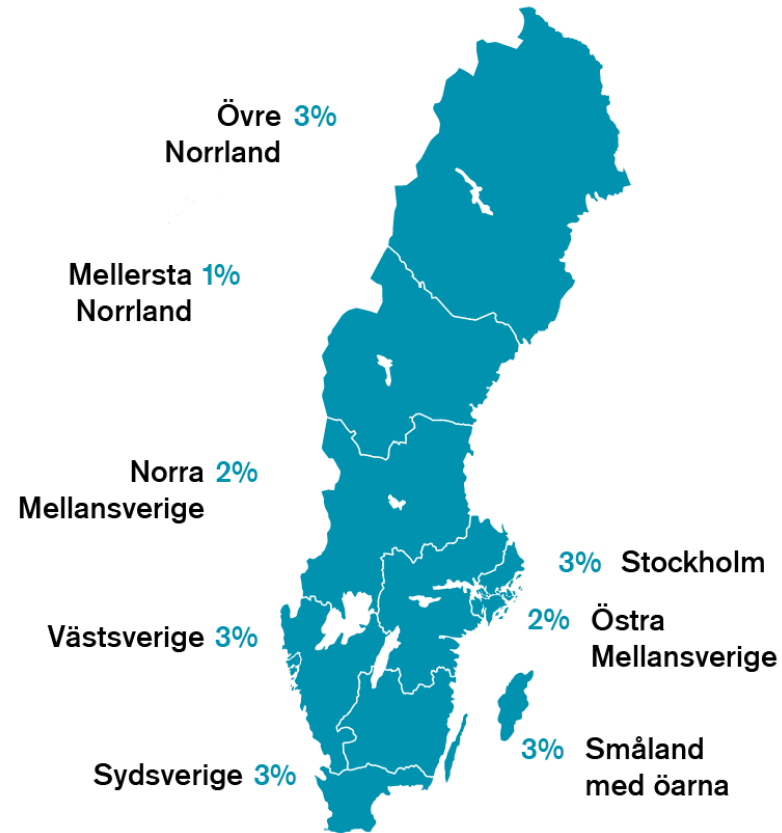 Övre 3%
Norrland
Mellersta 1%
Norrland
Norra 2%
Mellansverige
3% Stockholm
2% Östra
Mellansverige
Västsverige 3%
3% Småland
med öarna
Sydsverige 3%